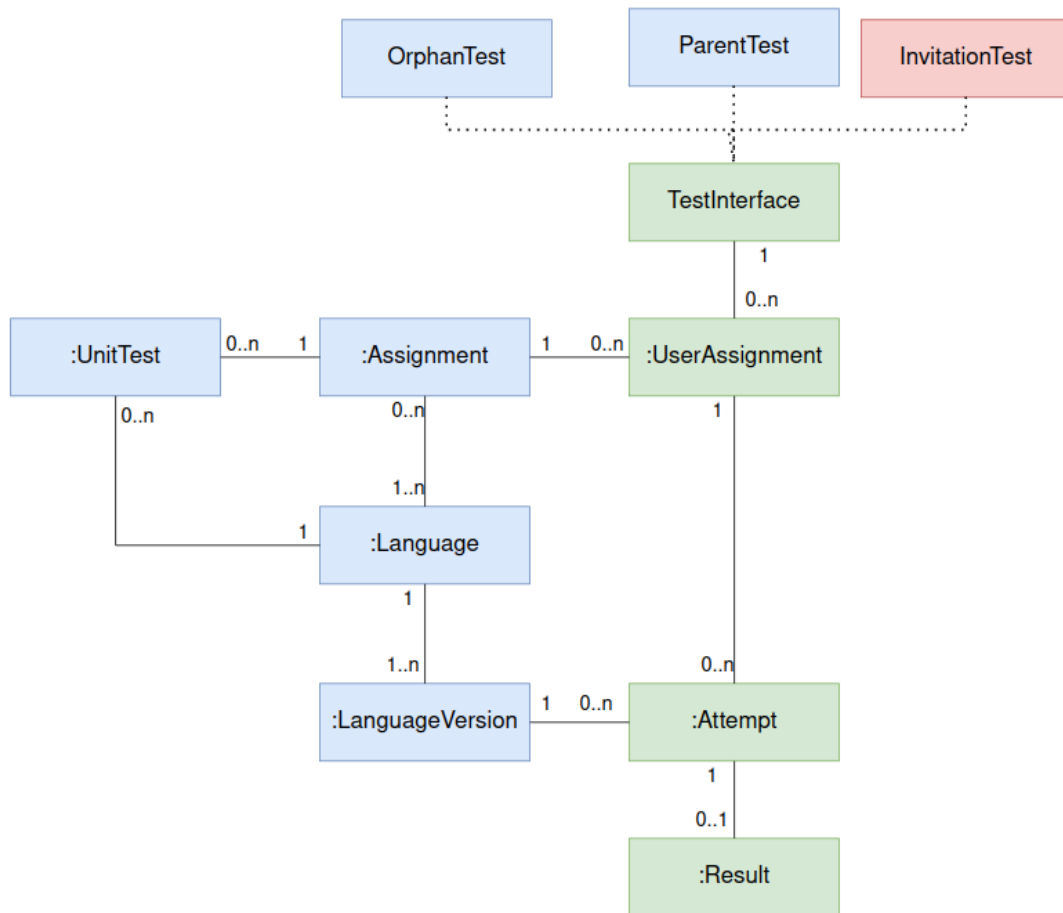 OrphanTest
ParentTest
InvitationTest
TestInterface
1
0..n
:UnitTest
0..n
1
:Assignment
1
0..n
:UserAssignment
0..n
0..n
1
1..n
1
:Language
1
1..n
0..n
:LanguageVersion
1
0..n
:Attempt
1
0..1
:Result